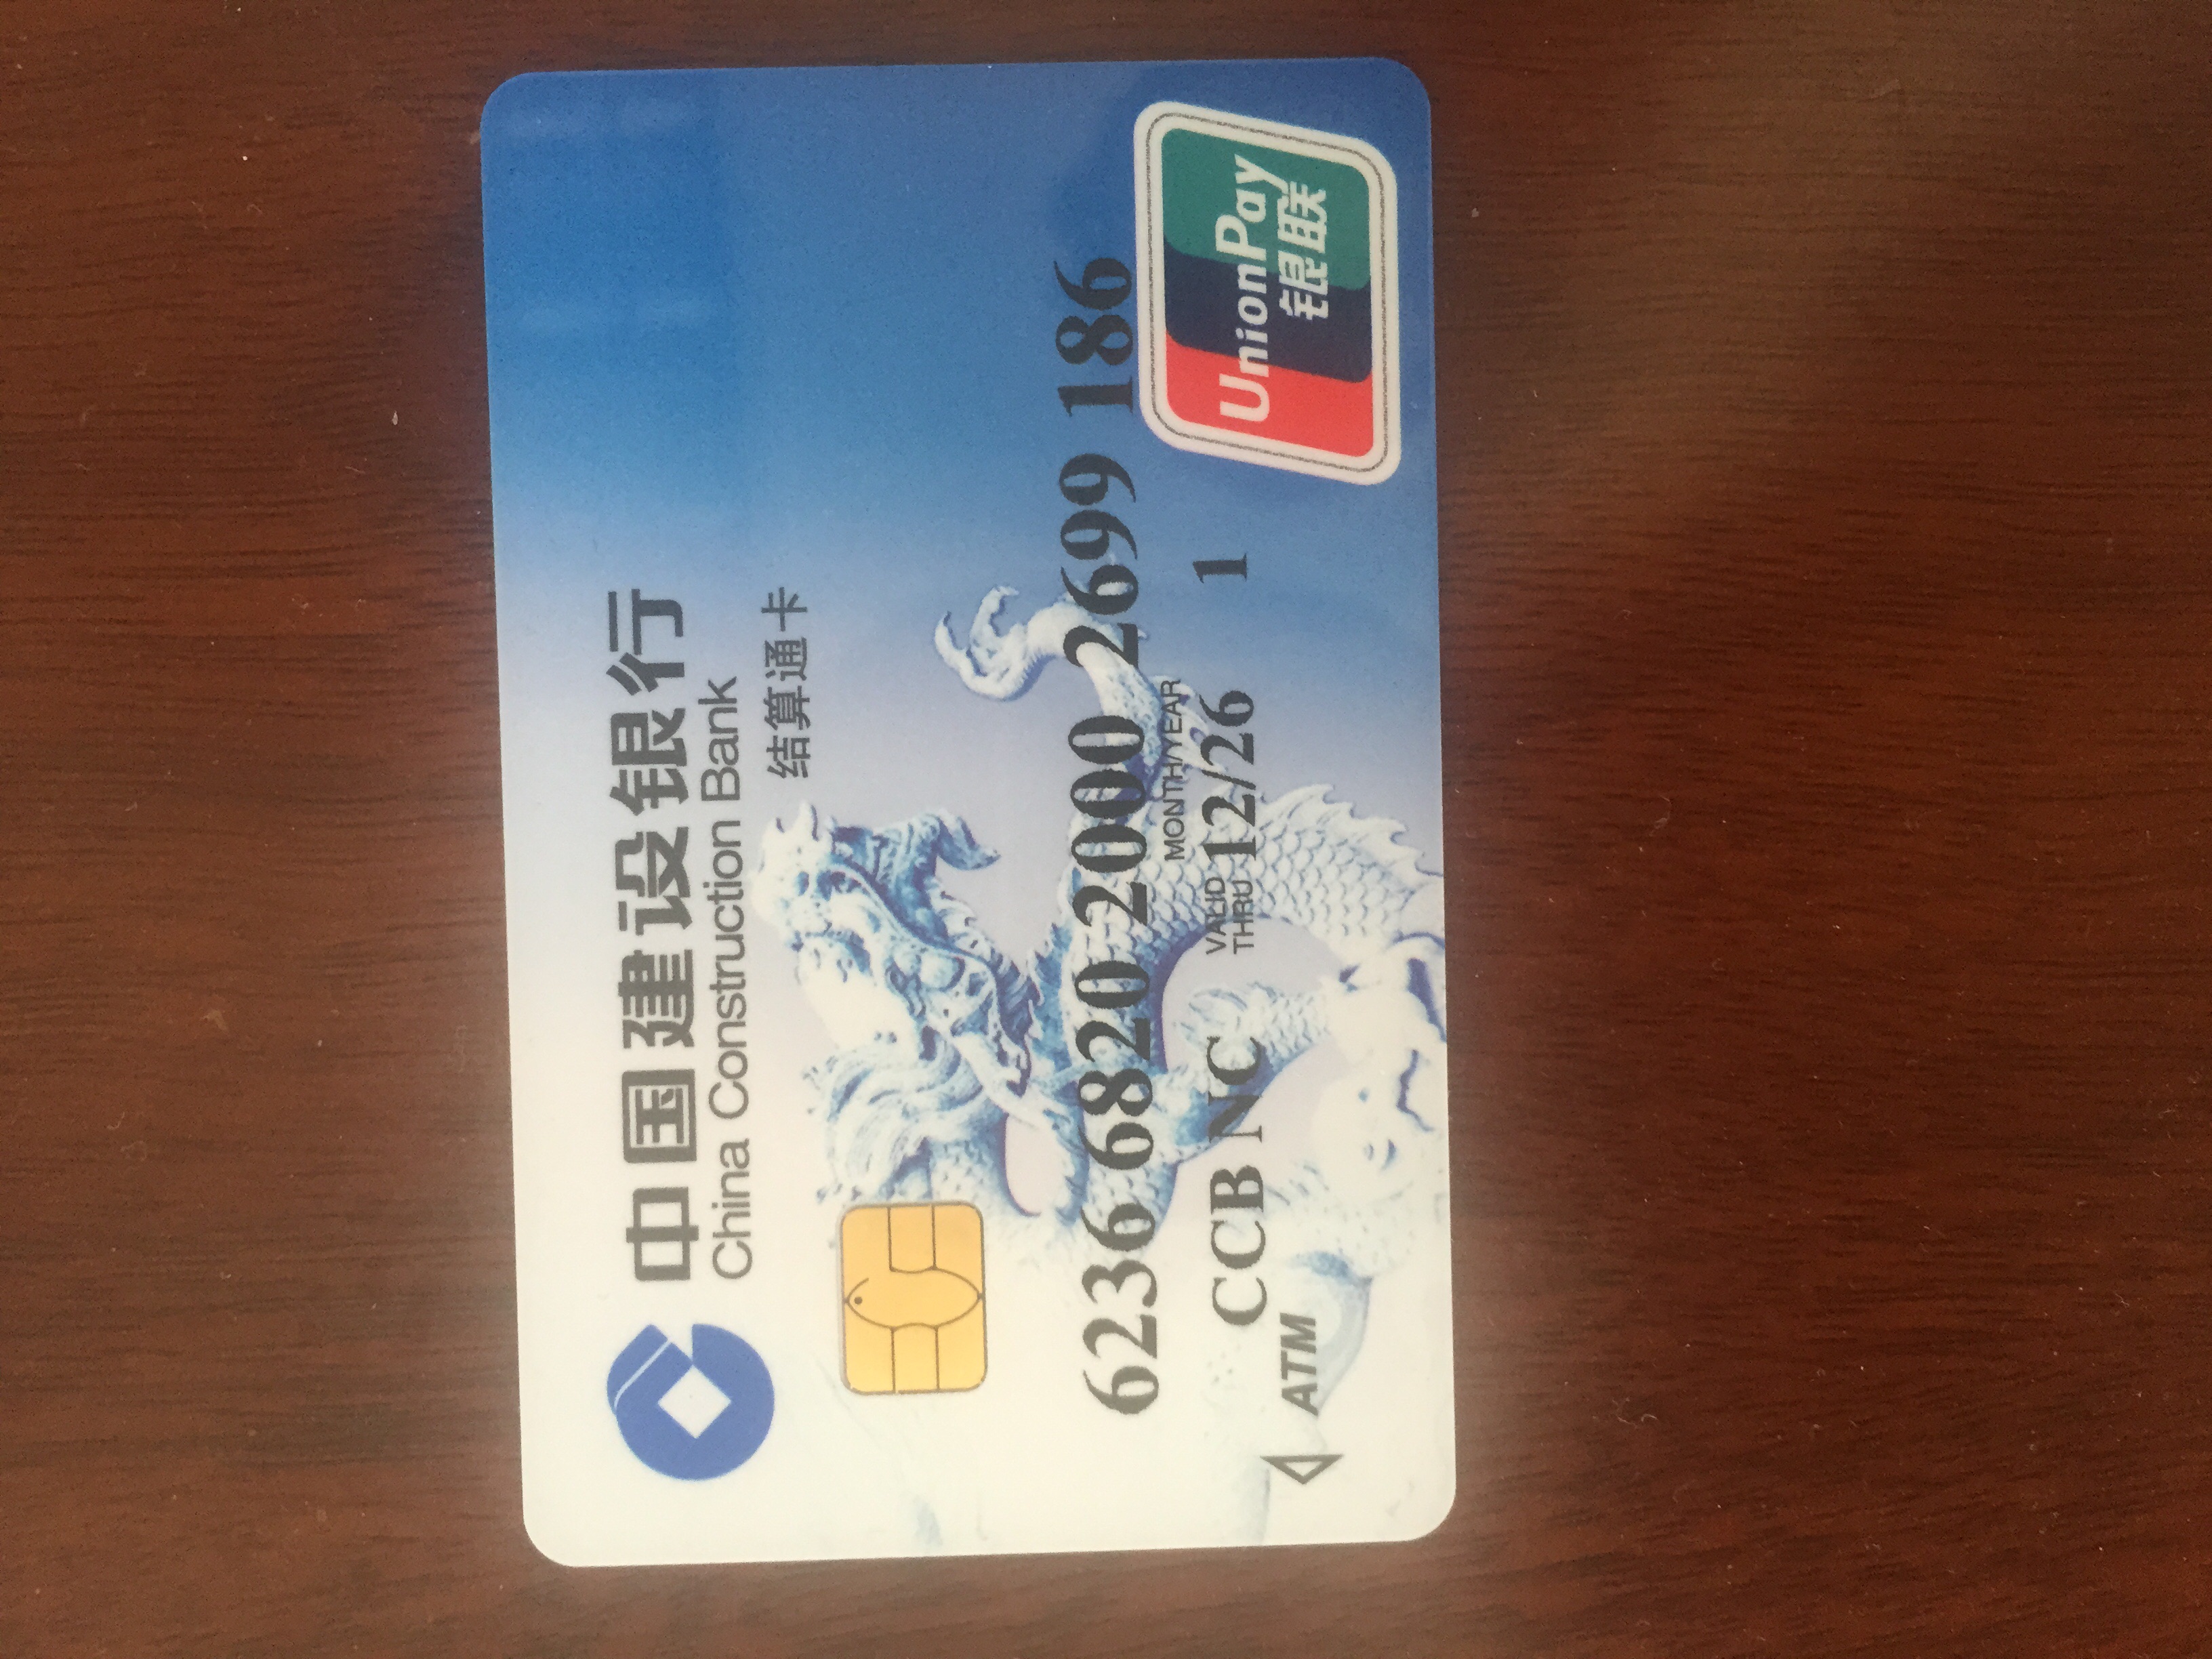 中国建设银行
China Construction Bank
结算通卡
6236 6820 2000 2699 186
MONTH/YEAR
CCB NC VALID THRU 12/26 1
ATM
UnionPay
银联